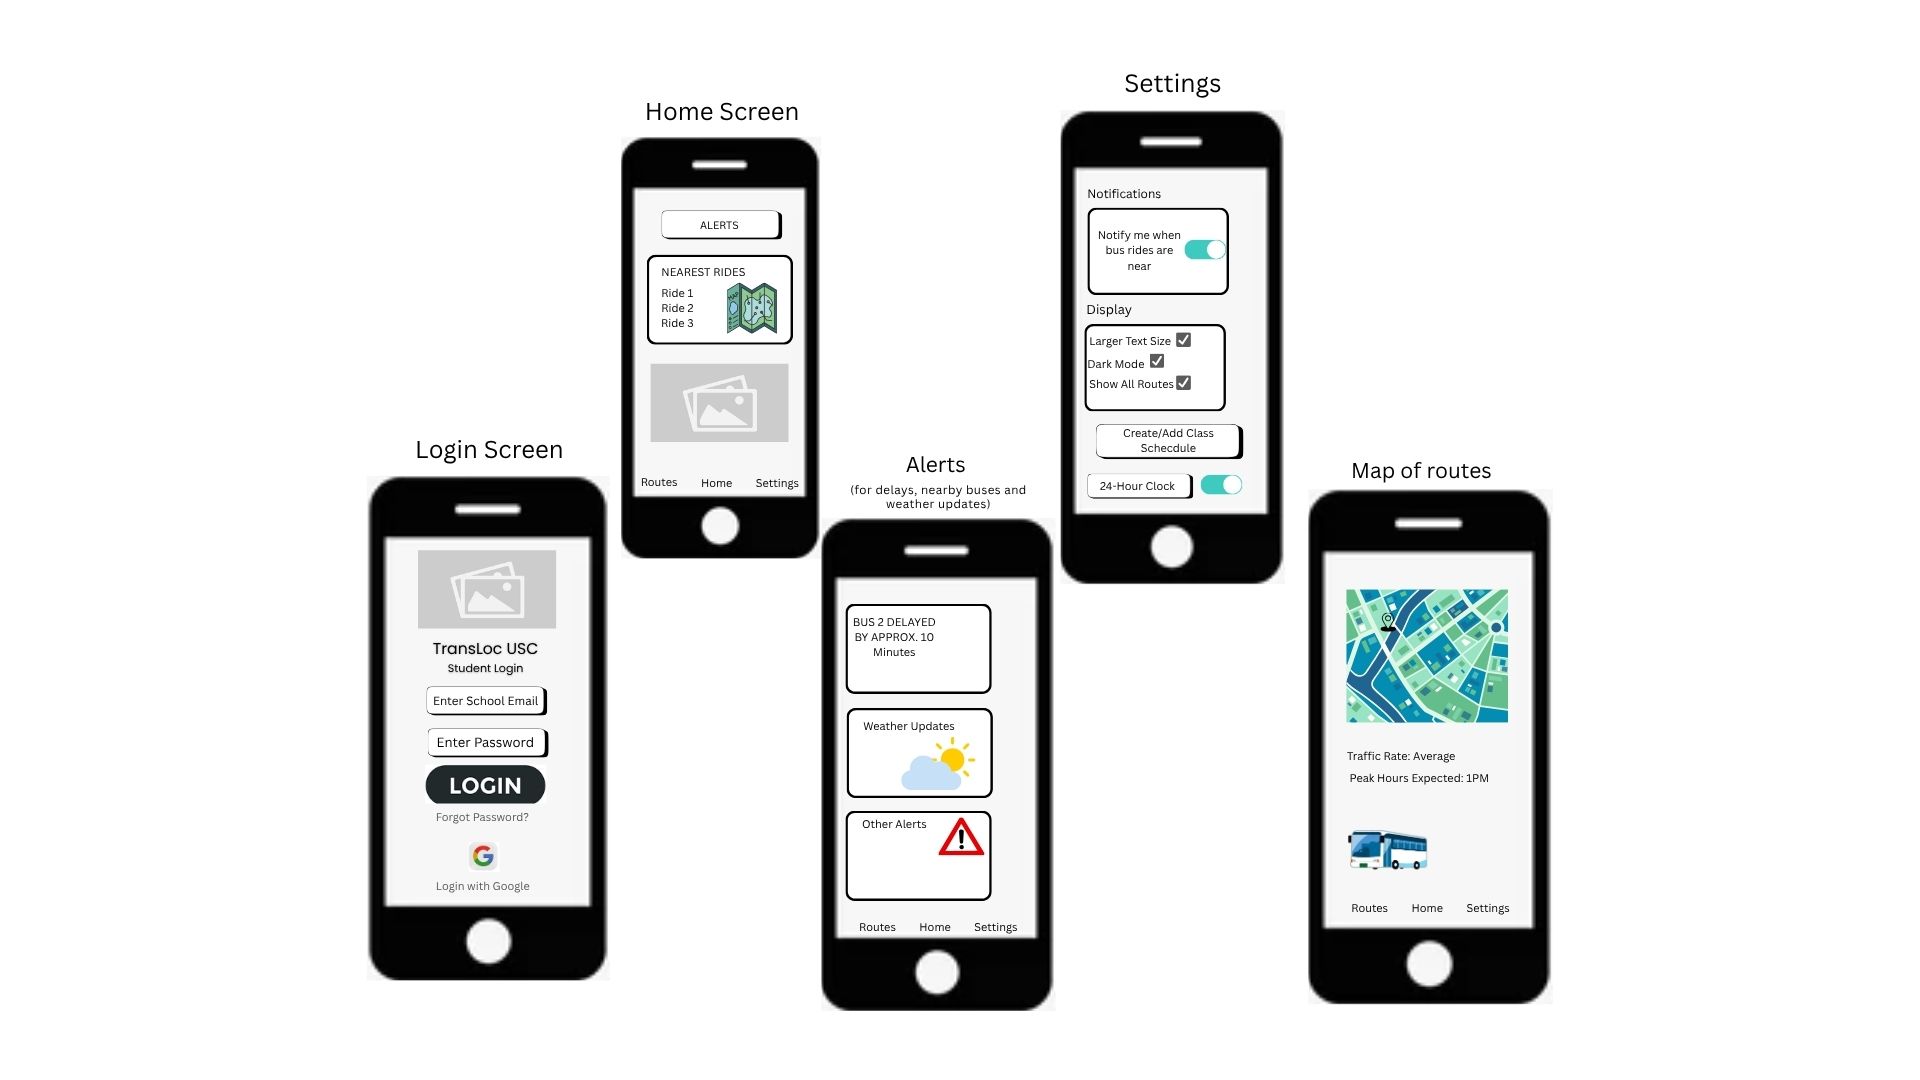 Login Screen
TransLoc USC
Student Login
Enter School Email
Enter Password
LOGIN
Forgot Password?
Login with Google
Home Screen
ALERTS
NEAREST RIDES
Ride 1
Ride 2
Ride 3
MAP
Routes Home Settings
Alerts
(for delays, nearby buses and
weather updates)
BUS 2 DELAYED
BY APPROX. 10
Minutes
Weather Updates
Other Alerts
Routes Home Settings
Settings
Notifications
Notify me when
bus rides are
near
Display
Larger Text Size
Dark Mode
Show All Routes
Create/Add Class
Schecdule
24-Hour Clock
Map of routes
Traffic Rate: Average
Peak Hours Expected: 1PM
Routes Home Settings